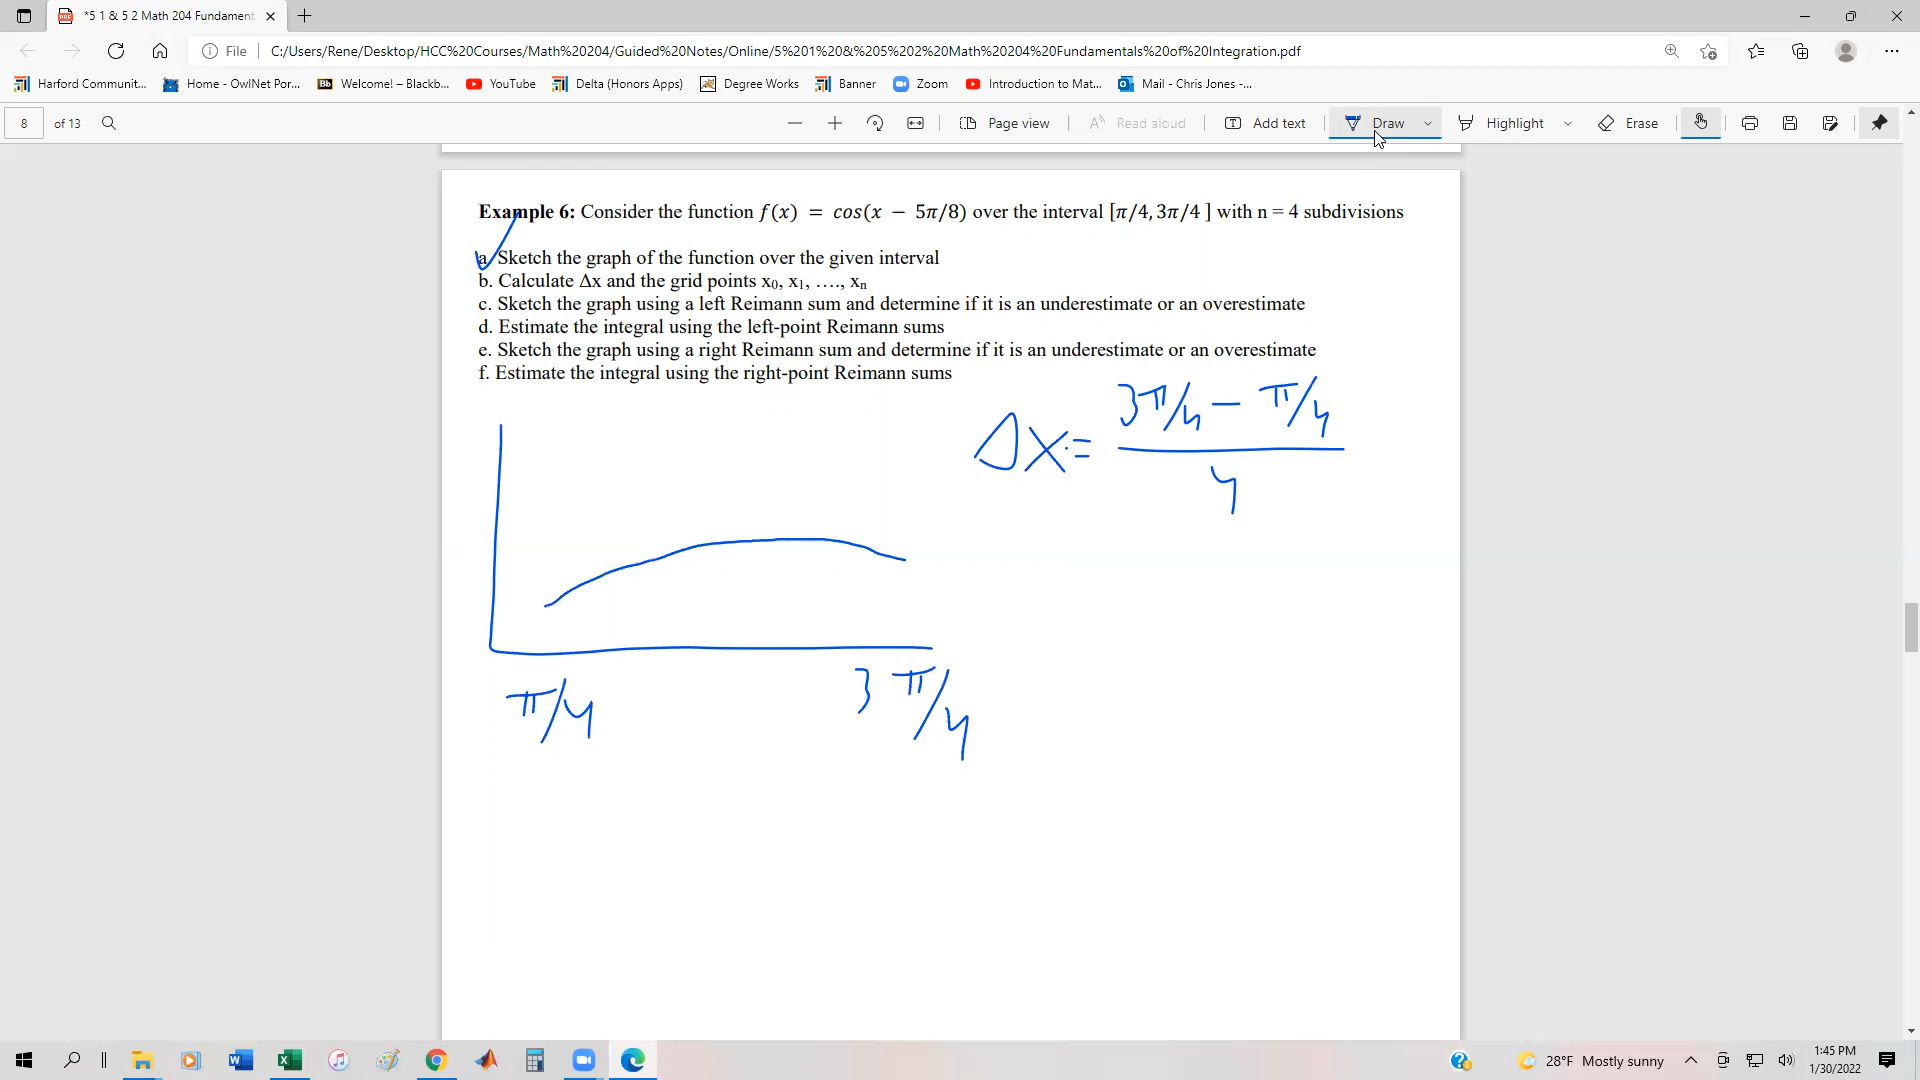 *5 1 & 5 2 Math 204 Fundament
File
C:/Users/Rene/Desktop/HCC%20Courses/Math%20204/Guided%20Notes/Online/5%201%20&%205%202%20Math%20204%20Fundamentals%20of%20Integration.pdf
Harford Communit... Home - OwlNet Por... Bb Welcome! – Blackb... YouTube Delta (Honors Apps) Degree Works Banner Zoom Introduction to Mat... Mail - Chris Jones -...
8 of 13 Page view Read aloud Add text Draw Highlight Erase
Example 6: Consider the function f(x) = cos(x − 5π/8) over the interval [π/4, 3π/4 ] with n = 4 subdivisions
a. Sketch the graph of the function over the given interval
b. Calculate Δx and the grid points x₀, x₁, …., xₙ
c. Sketch the graph using a left Reimann sum and determine if it is an underestimate or an overestimate
d. Estimate the integral using the left-point Reimann sums
e. Sketch the graph using a right Reimann sum and determine if it is an underestimate or an overestimate
f. Estimate the integral using the right-point Reimann sums
3π/4 − π/4
Δx =
4
π/4 3π/4
28°F Mostly sunny
1:45 PM
1/30/2022